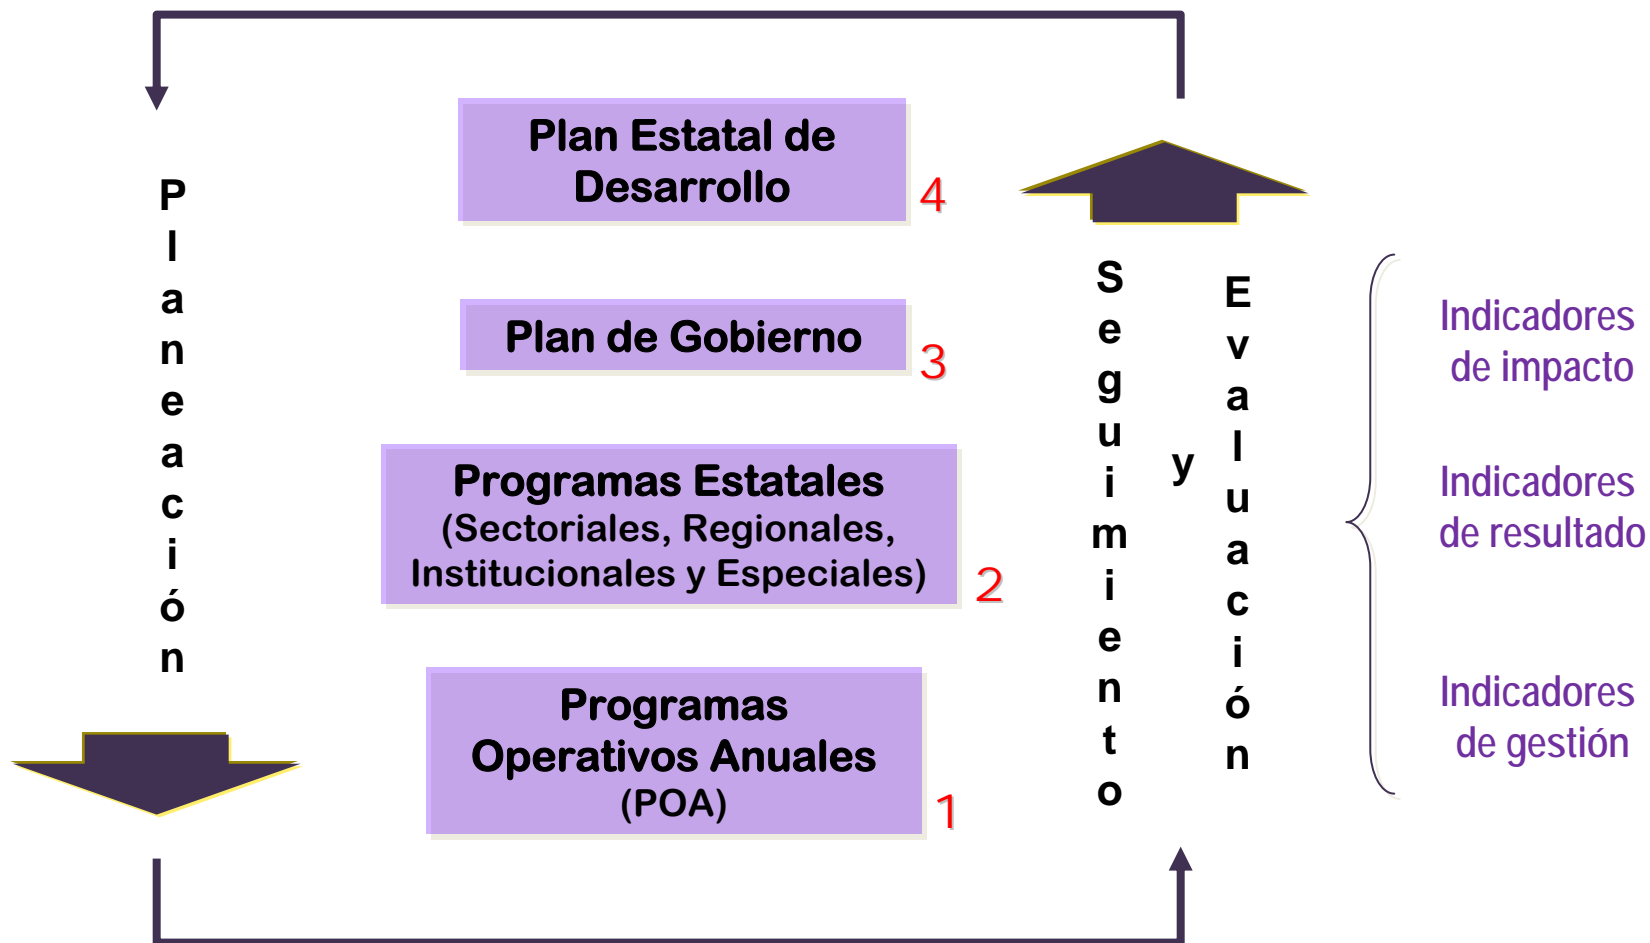 Planeación
Plan Estatal de
Desarrollo
4
Plan de Gobierno
3
Programas Estatales
(Sectoriales, Regionales,
Institucionales y Especiales)
2
Programas
Operativos Anuales
(POA)
1
Seguimiento
y
Evaluación
Indicadores
de impacto
Indicadores
de resultado
Indicadores
de gestión